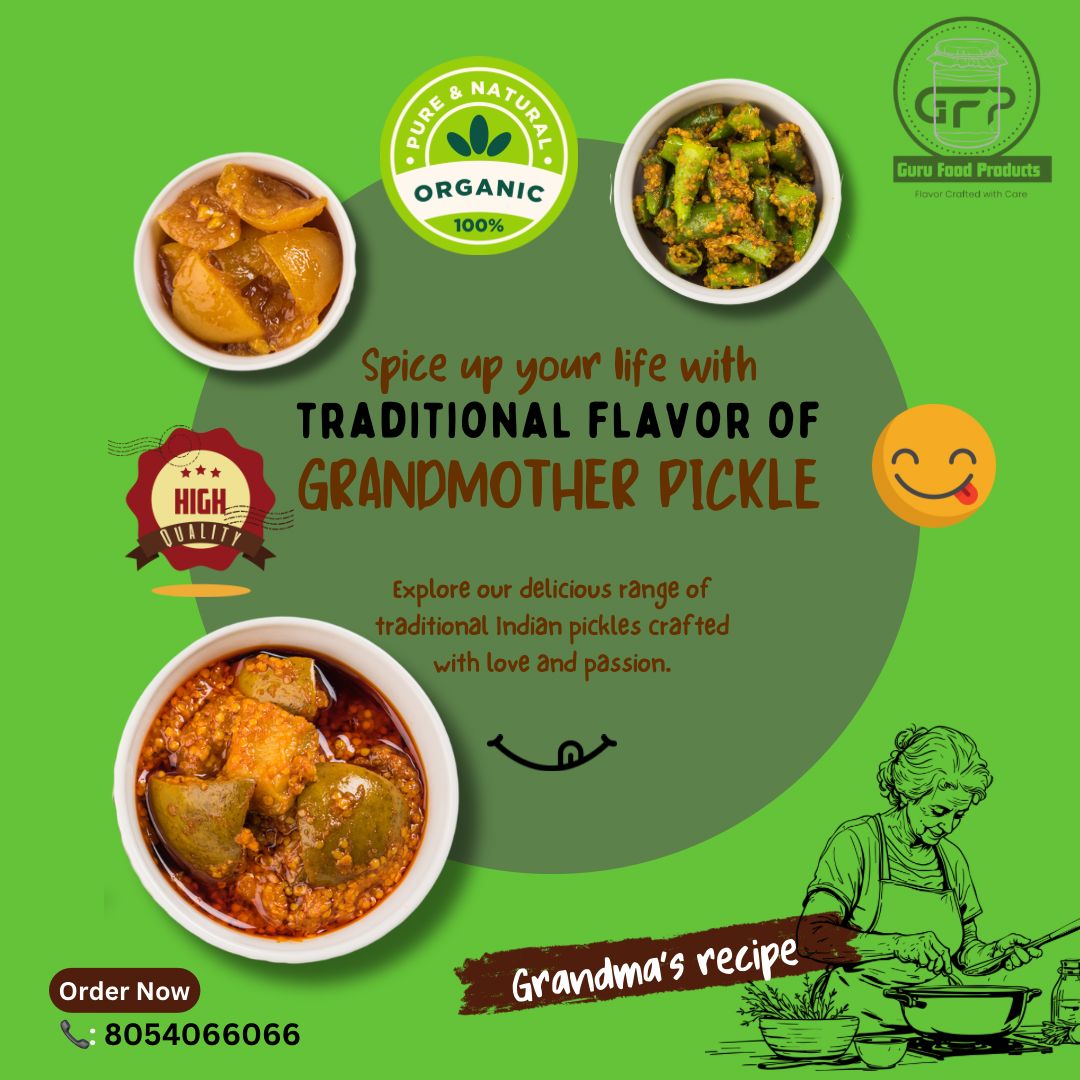 GFP
Guru Food Products
Flavor Crafted with Care
PURE & NATURAL
ORGANIC
100%
Spice up your life with
TRADITIONAL FLAVOR OF
GRANDMOTHER PICKLE
HIGH
QUALITY
Explore our delicious range of
traditional Indian pickles crafted
with love and passion.
Grandma's recipe
Order Now
: 8054066066